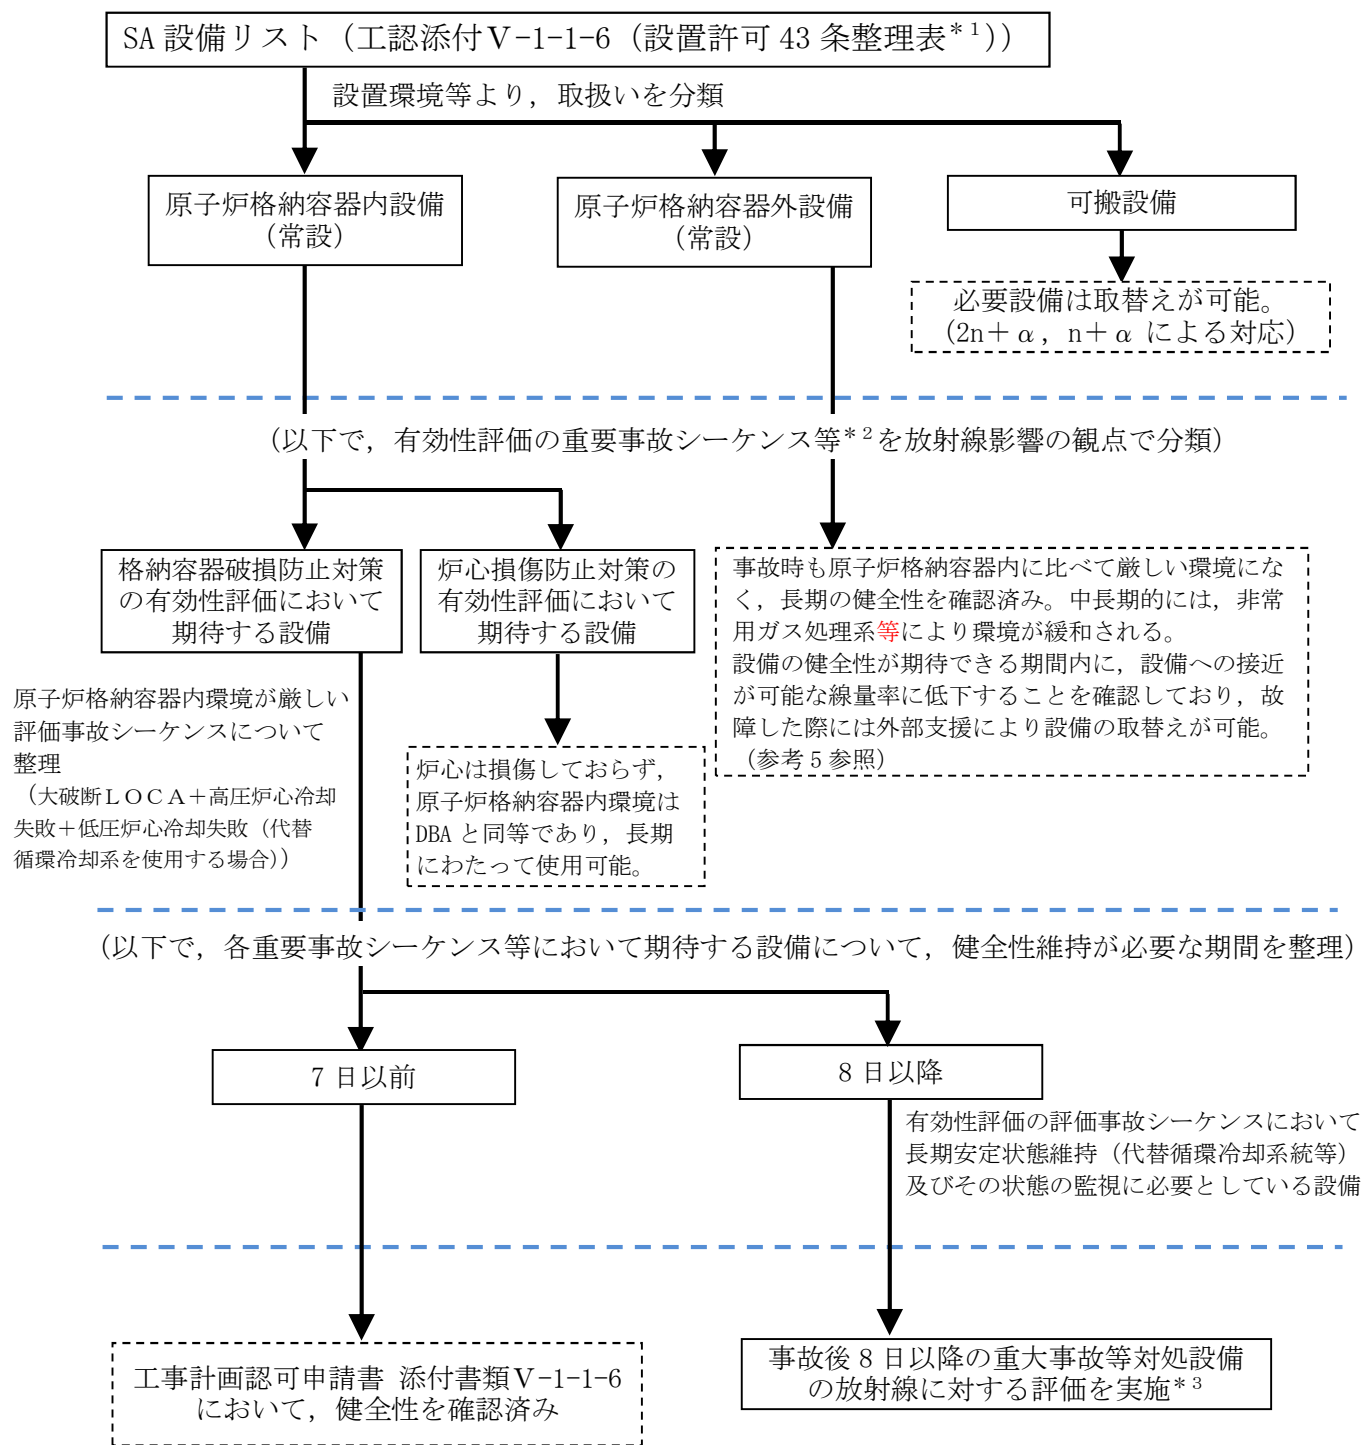 SA 設備リスト（工認添付Ⅴ-1-1-6（設置許可 43 条整理表＊1））
設置環境等より，取扱いを分類
原子炉格納容器内設備
（常設）
原子炉格納容器外設備
（常設）
可搬設備
必要設備は取替えが可能。
（2n＋α，n＋α による対応）
（以下で，有効性評価の重要事故シーケンス等＊2を放射線影響の観点で分類）
格納容器破損防止対策
の有効性評価において
期待する設備
炉心損傷防止対策の
有効性評価において
期待する設備
事故時も原子炉格納容器内に比べて厳しい環境にな
く，長期の健全性を確認済み。中長期的には，非常
用ガス処理系等により環境が緩和される。
設備の健全性が期待できる期間内に，設備への接近
が可能な線量率に低下することを確認しており，故
障した際には外部支援により設備の取替えが可能。
（参考 5 参照）
原子炉格納容器内環境が厳しい
評価事故シーケンスについて
整理
（大破断ＬＯＣＡ＋高圧炉心冷却
失敗＋低圧炉心冷却失敗（代替
循環冷却系を使用する場合））
炉心は損傷しておらず，
原子炉格納容器内環境は
DBA と同等であり，長期
にわたって使用可能。
（以下で，各重要事故シーケンス等において期待する設備について，健全性維持が必要な期間を整理）
7 日以前
8 日以降
有効性評価の評価事故シーケンスにおいて
長期安定状態維持（代替循環冷却系統等）
及びその状態の監視に必要としている設備
工事計画認可申請書 添付書類Ⅴ-1-1-6
において，健全性を確認済み
事故後 8 日以降の重大事故等対処設備
の放射線に対する評価を実施＊3